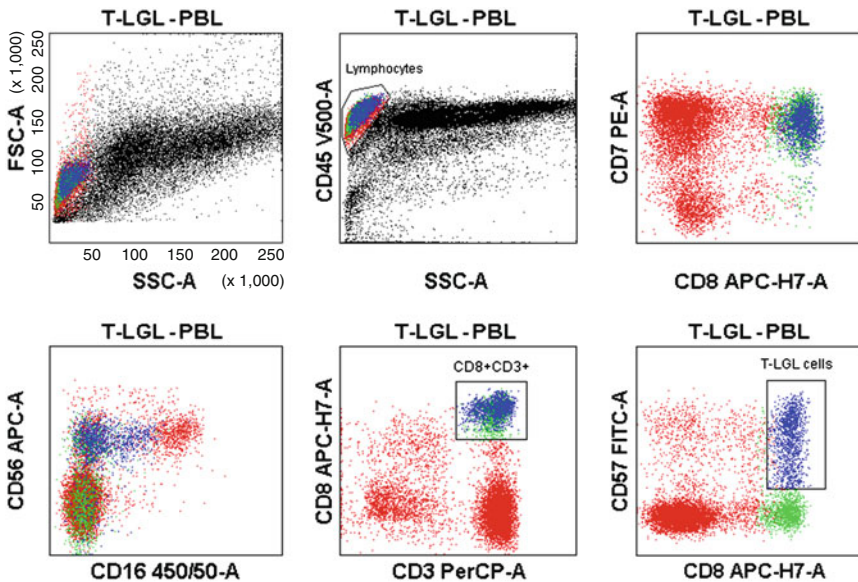 T-LGL-PBL
T-LGL-PBL
T-LGL-PBL
FSC-A (x 1,000)
250
200
150
100
50
50 100 150 200 250
SSC-A (x 1,000)
CD45 V500-A
Lymphocytes
SSC-A
CD7 PE-A
CD8 APC-H7-A
T-LGL-PBL
T-LGL-PBL
T-LGL-PBL
CD56 APC-A
CD16 450/50-A
CD8 APC-H7-A
CD8+CD3+
CD3 PerCP-A
CD57 FITC-A
T-LGL cells
CD8 APC-H7-A